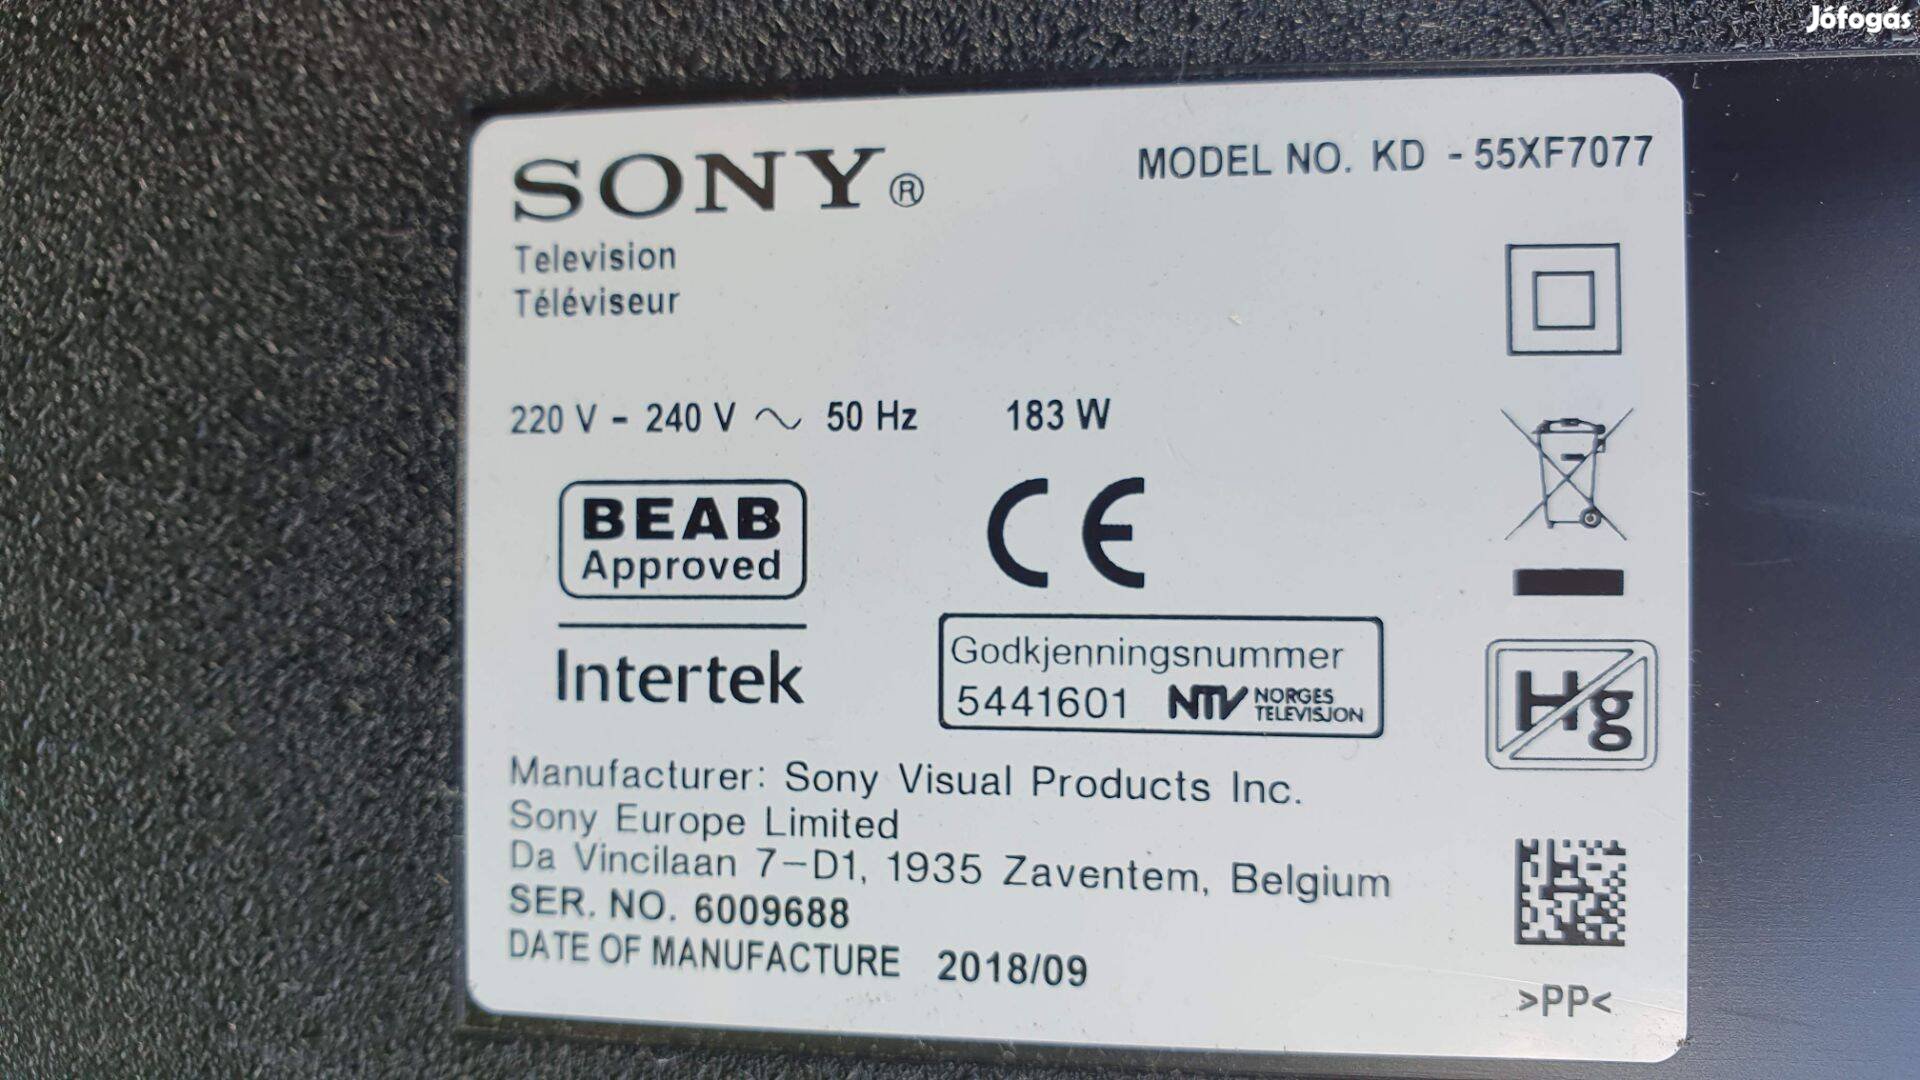 Jófogás
SONY®
MODEL NO. KD - 55XF7077
Television
Téléviseur
220 V - 240 V ~ 50 Hz 183 W
BEAB
Approved
CE
Intertek
Godkjenningsnummer
5441601 NTV NORGES
TELEVISJON
Hg
Manufacturer: Sony Visual Products Inc.
Sony Europe Limited
Da Vincilaan 7-D1, 1935 Zaventem, Belgium
SER. NO. 6009688
DATE OF MANUFACTURE 2018/09
>PP<